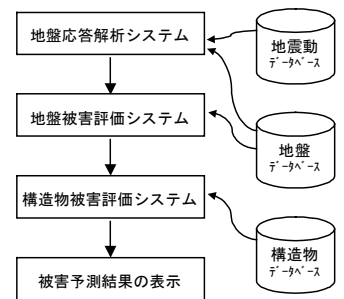 地盤応答解析システム
地震動
ﾃﾞｰﾀﾍﾞｰｽ
地盤被害評価システム
地盤
ﾃﾞｰﾀﾍﾞｰｽ
構造物被害評価システム
構造物
ﾃﾞｰﾀﾍﾞｰｽ
被害予測結果の表示